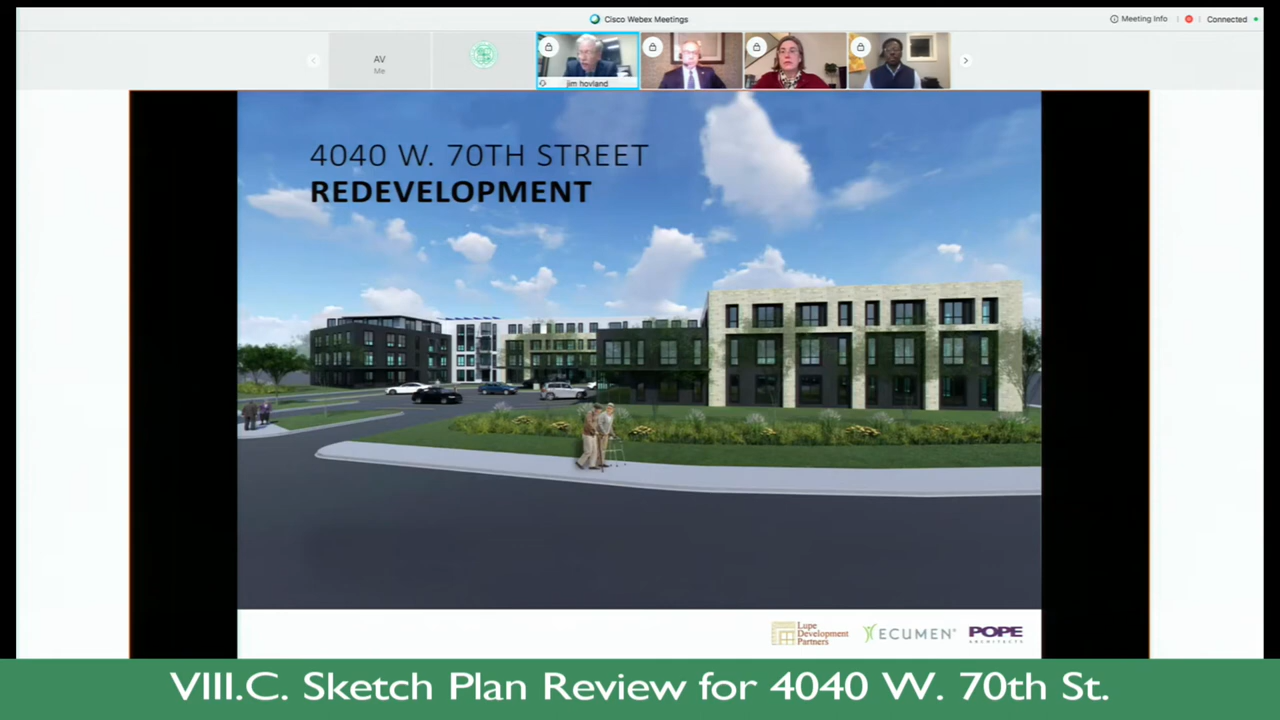 Cisco Webex Meetings
Meeting Info
Connected
AV
Me
jim hovland
4040 W. 70TH STREET
REDEVELOPMENT
Lupe
Development
Partners
ECUMEN
POPE
ARCHITECTS
VIII.C. Sketch Plan Review for 4040 W. 70th St.